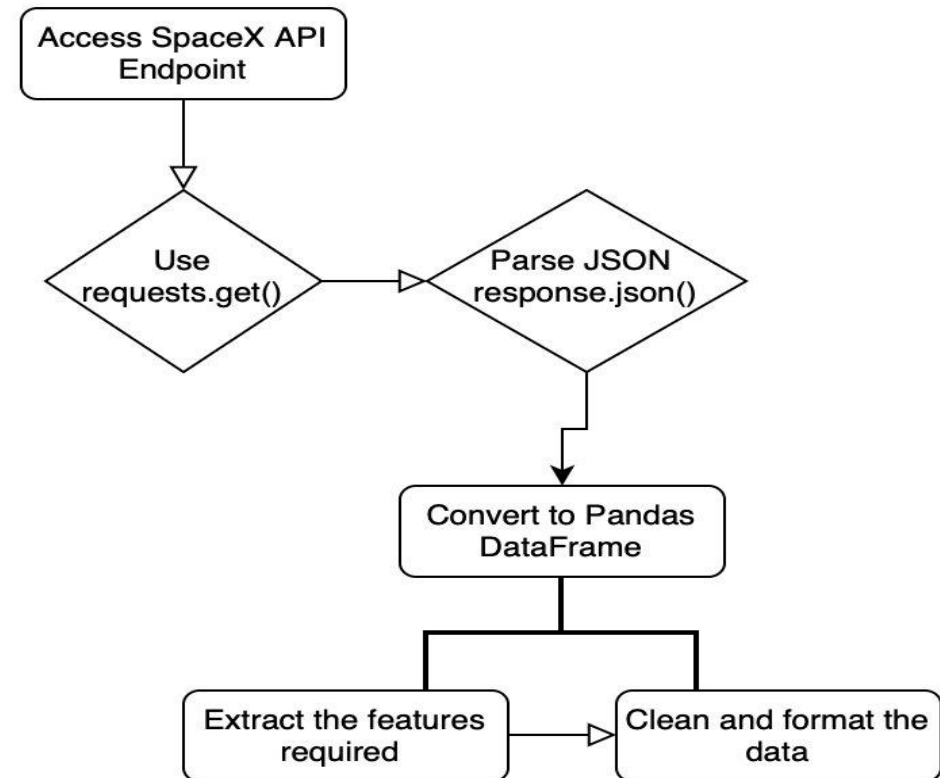 Access SpaceX API
Endpoint
Use
requests.get()
Parse JSON
response.json()
Convert to Pandas
DataFrame
Extract the features
required
Clean and format the
data